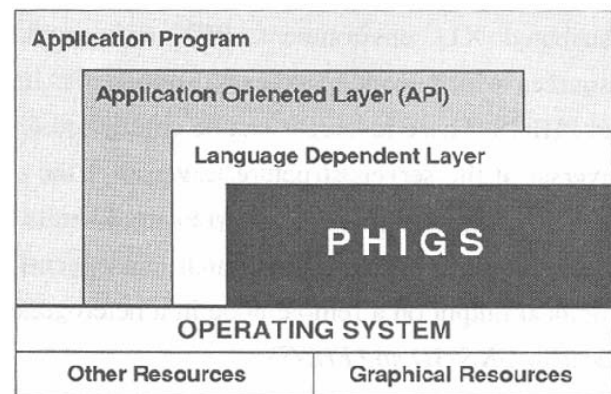 Application Program
Application Orieneted Layer (API)
Language Dependent Layer
PHIGS
OPERATING SYSTEM
Other Resources
Graphical Resources